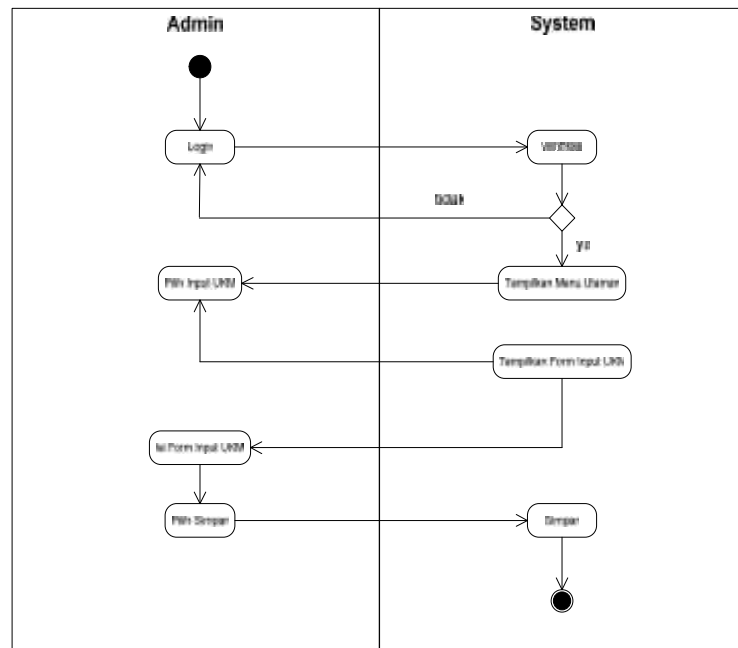 Admin
System
Login
Verifikasi
tidak
ya
Pilih Input UKM
Tampilkan Menu Utaman
Tampilkan Form Input UKM
Isi Form Input UKM
Pilih Simpan
Simpan